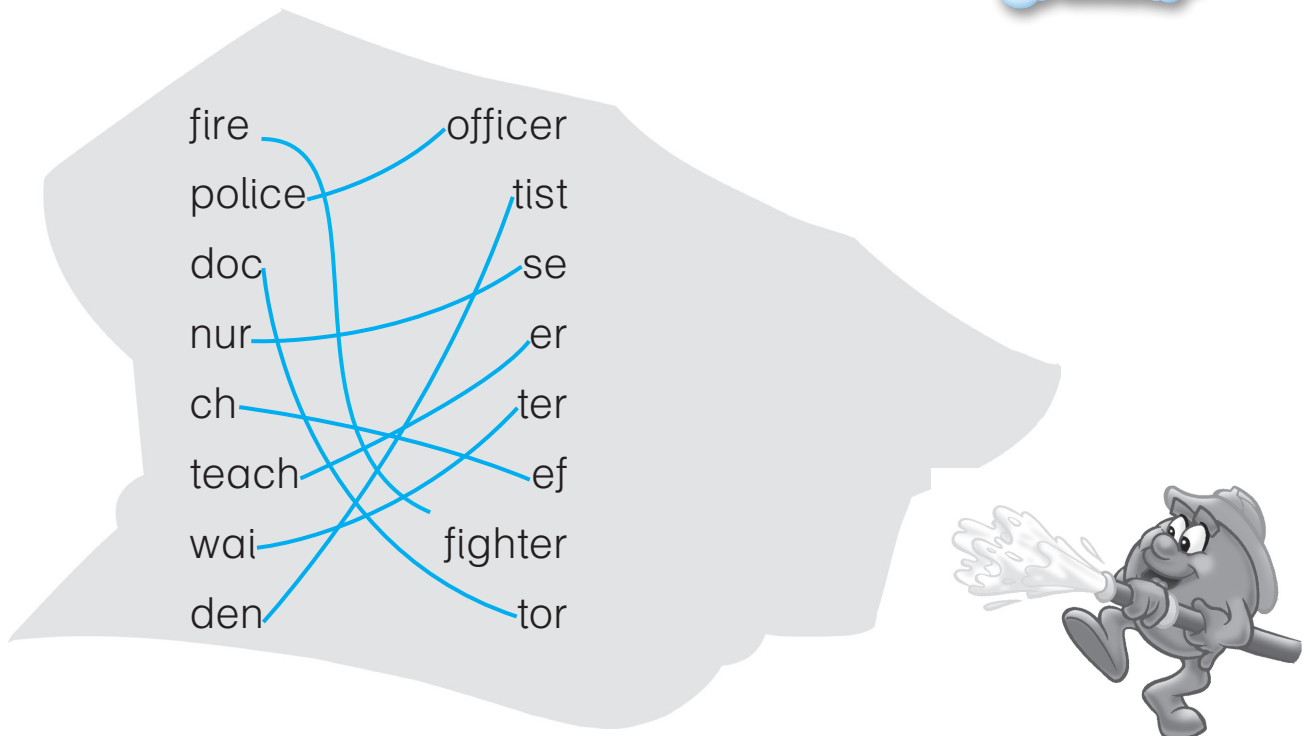 fire officer
police tist
doc se
nur er
ch ter
teach ef
wai fighter
den tor